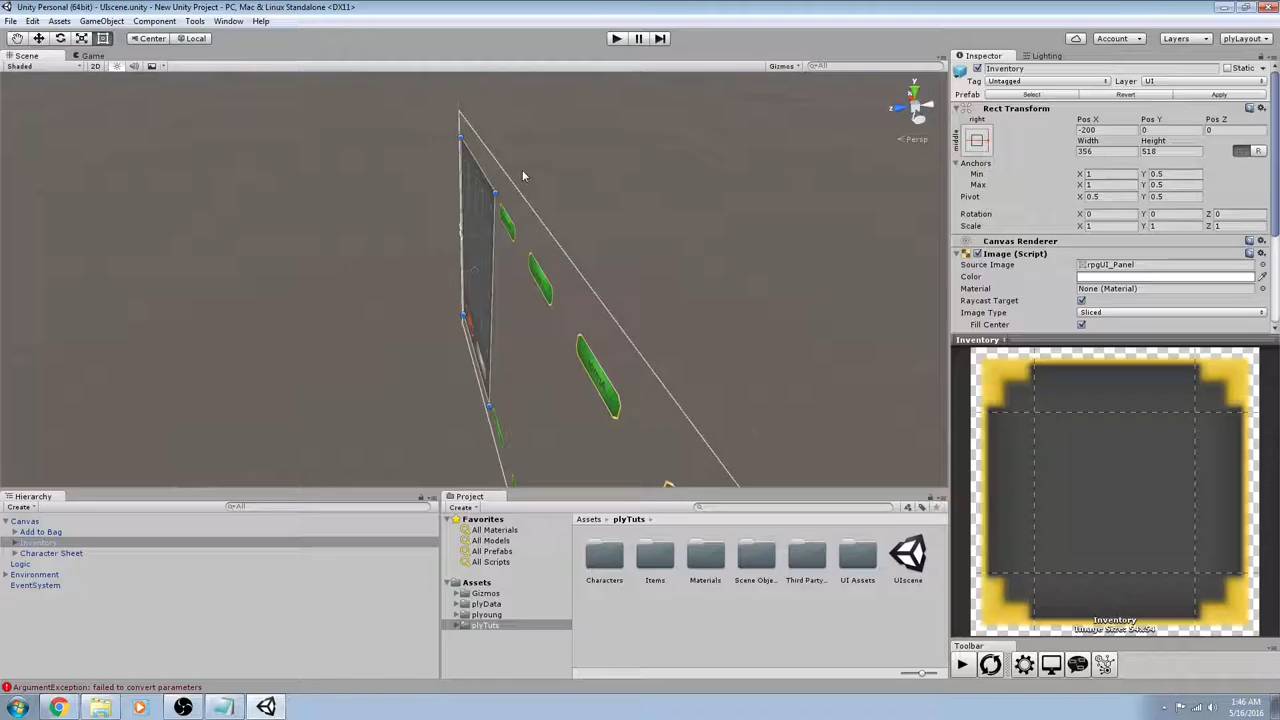 Unity Personal (64bit) - UIscene.unity - New Unity Project - PC, Mac & Linux Standalone <DX11>
File Edit Assets GameObject Component Tools Window Help
Center Local Account Layers plyLayout
Scene Game Inspector Lighting
Shaded 2D Gizmos All
Inventory Static
Tag Untagged Layer UI
Prefab Select Revert Apply
Rect Transform
right Pos X Pos Y Pos Z
middle -200 0 0
Width Height
356 518 R
Anchors
Min X 1 Y 0.5
Max X 1 Y 0.5
Pivot X 0.5 Y 0.5
Rotation X 0 Y 0 Z 0
Scale X 1 Y 1 Z 1
Canvas Renderer
Image (Script)
Source Image rpgUI_Panel
Color
Material None (Material)
Raycast Target
Image Type Sliced
Fill Center
y
x
z
Persp
Inventory
Inventory
Image Size: 54x54
Toolbar
Hierarchy
Create All
Canvas
Add to Bag
Inventory
Character Sheet
Logic
Environment
EventSystem
Project
Create
Favorites
All Materials
All Models
All Prefabs
All Scripts
Assets
Gizmos
plyData
plyoung
plyTuts
Assets plyTuts
Characters Items Materials Scene Obje... Third Party... UI Assets UIscene
ArgumentException: failed to convert parameters
1:46 AM
5/16/2016